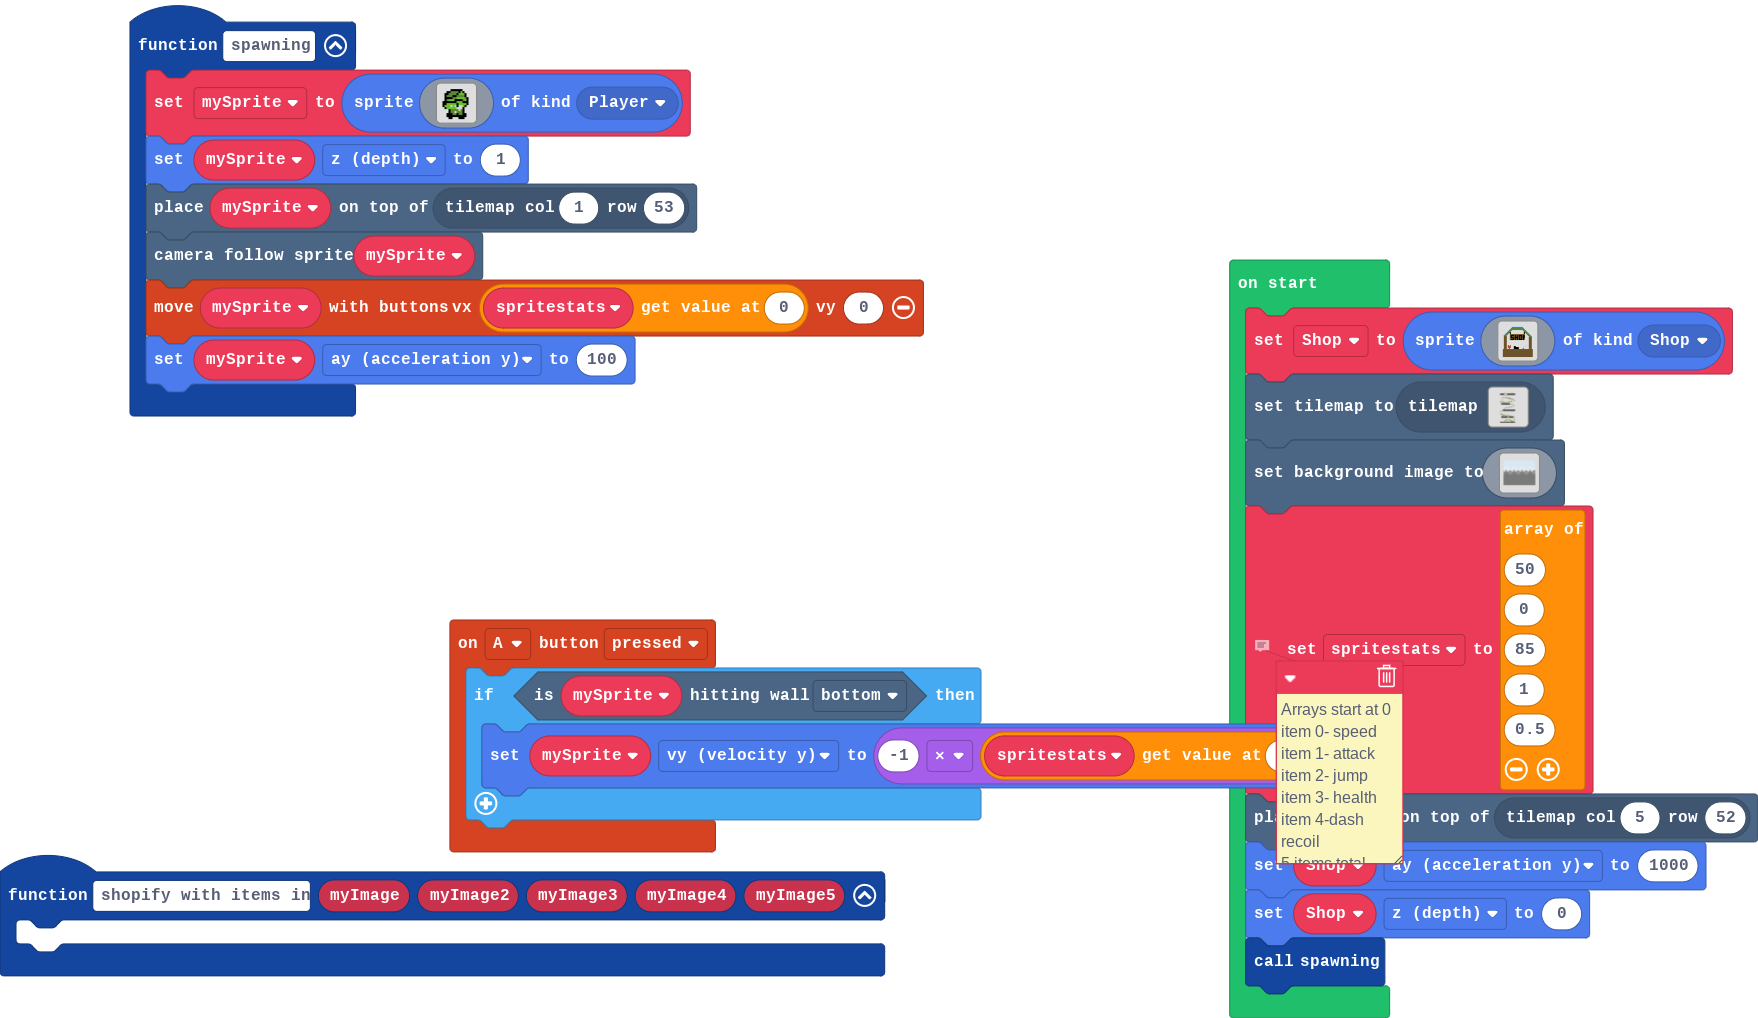 function spawning
set mySprite to sprite of kind Player
set mySprite z (depth) to 1
place mySprite on top of tilemap col 1 row 53
camera follow sprite mySprite
move mySprite with buttons vx spritestats get value at 0 vy 0
set mySprite ay (acceleration y) to 100
on A button pressed
if is mySprite hitting wall bottom then
set mySprite vy (velocity y) to -1 × spritestats get value at
function shopify with items in myImage myImage2 myImage3 myImage4 myImage5
on start
set Shop to sprite SHOP of kind Shop
set tilemap to tilemap
set background image to
array of
50
0
set spritestats to 85
1
0.5
Arrays start at 0
item 0- speed
item 1- attack
item 2- jump
item 3- health
item 4-dash
recoil
5 items total
on top of tilemap col 5 row 52
set Shop ay (acceleration y) to 1000
set Shop z (depth) to 0
call spawning